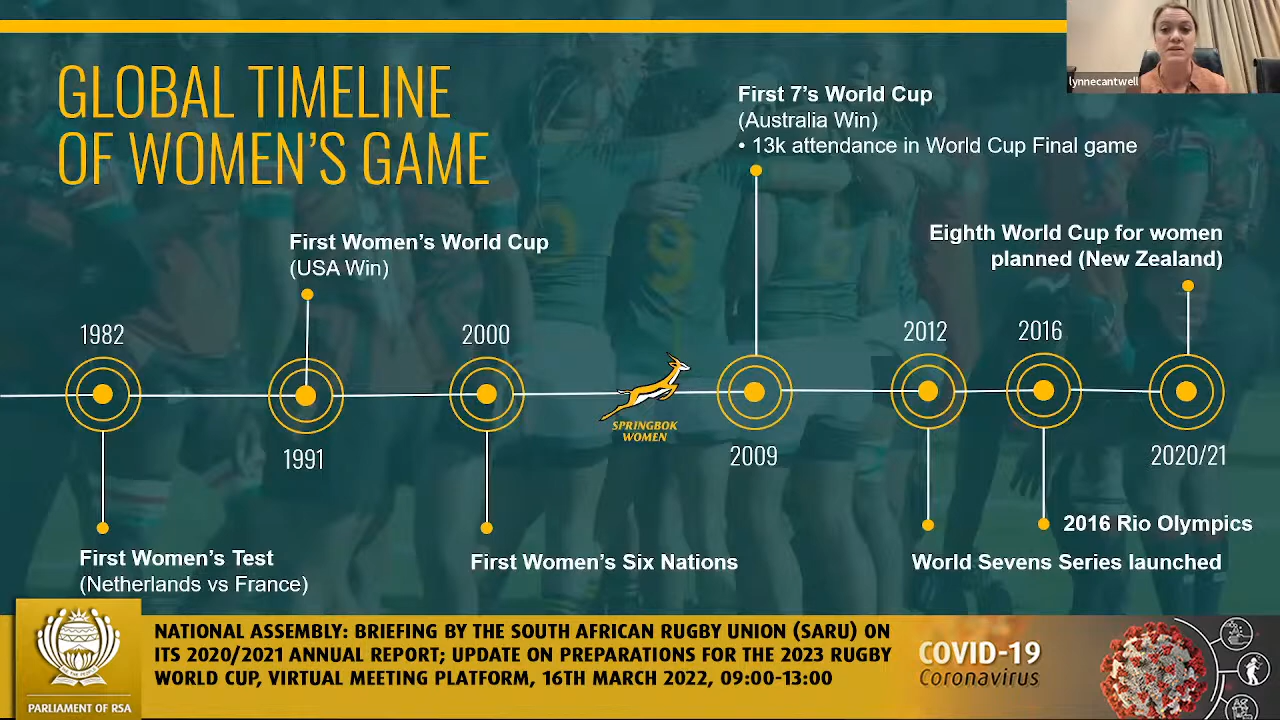 lynnecantwell
GLOBAL TIMELINE
OF WOMEN'S GAME
First 7's World Cup
(Australia Win)
• 13k attendance in World Cup Final game
First Women's World Cup
(USA Win)
Eighth World Cup for women
planned (New Zealand)
1982
2000
2012
2016
SPRINGBOK
WOMEN
1991
2009
2020/21
2016 Rio Olympics
First Women's Test
(Netherlands vs France)
First Women's Six Nations
World Sevens Series launched
NATIONAL ASSEMBLY: BRIEFING BY THE SOUTH AFRICAN RUGBY UNION (SARU) ON
ITS 2020/2021 ANNUAL REPORT; UPDATE ON PREPARATIONS FOR THE 2023 RUGBY
WORLD CUP, VIRTUAL MEETING PLATFORM, 16TH MARCH 2022, 09:00-13:00
PARLIAMENT OF RSA
COVID-19
Coronavirus